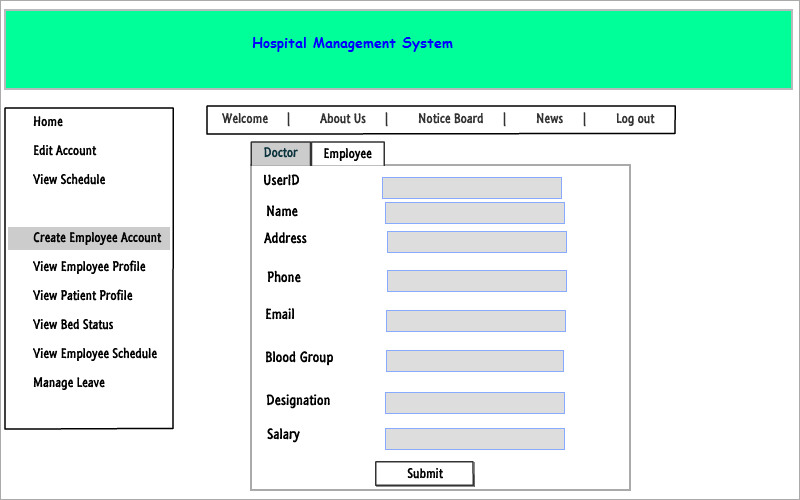 Hospital Management System
Home
Edit Account
View Schedule
Create Employee Account
View Employee Profile
View Patient Profile
View Bed Status
View Employee Schedule
Manage Leave
Welcome | About Us | Notice Board | News | Log out
Doctor Employee
UserID
Name
Address
Phone
Email
Blood Group
Designation
Salary
Submit